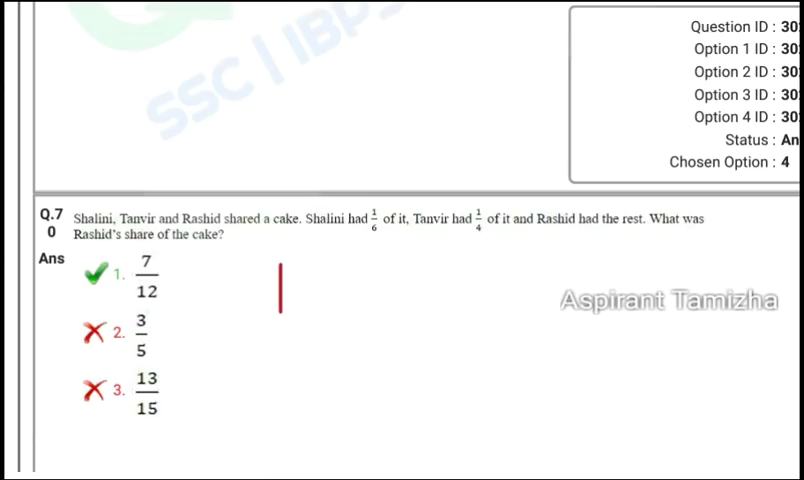 SSC | IBPS
Question ID : 30
Option 1 ID : 30
Option 2 ID : 30
Option 3 ID : 30
Option 4 ID : 30
Status : An
Chosen Option : 4
Q.70 Shalini, Tanvir and Rashid shared a cake. Shalini had 1/6 of it, Tanvir had 1/4 of it and Rashid had the rest. What was
Rashid's share of the cake?
Ans
1. 7/12
Aspirant Tamizha
2. 3/5
3. 13/15